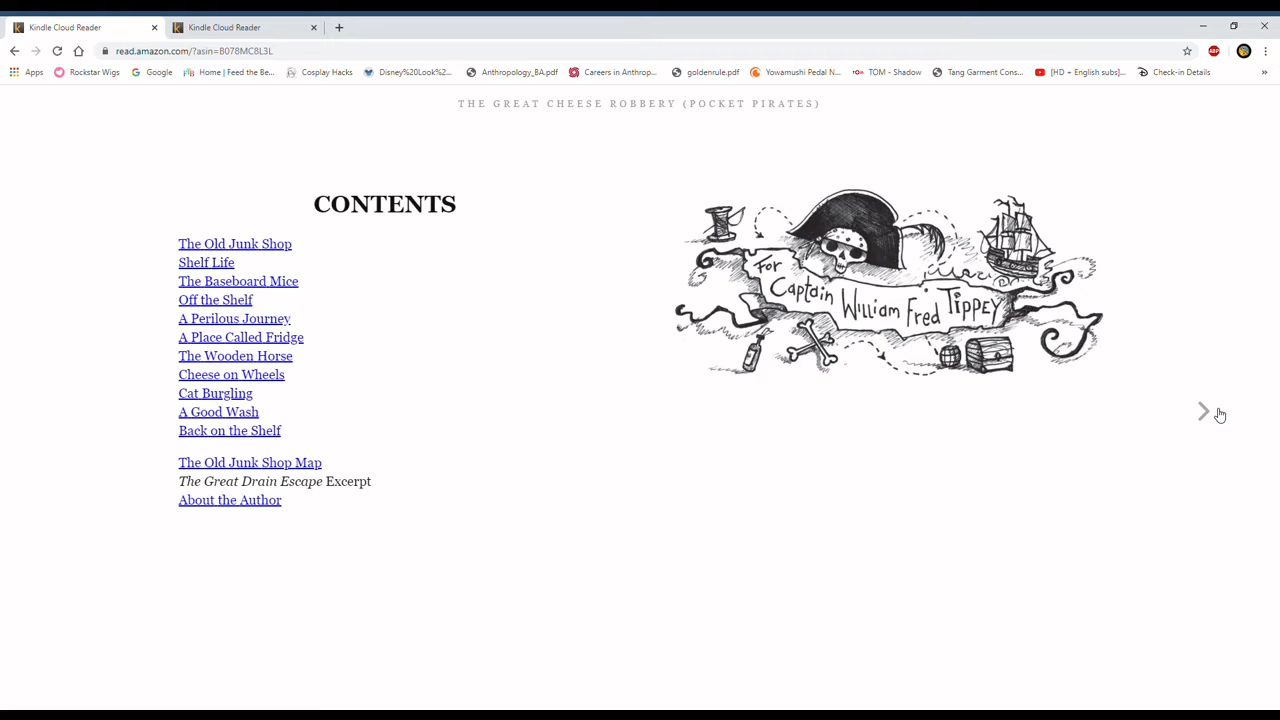 Kindle Cloud Reader
Kindle Cloud Reader
read.amazon.com/?asin=B078MC8L3L
ABP
Apps
Rockstar Wigs
Google
Home | Feed the Be...
Cosplay Hacks
Disney%20Look%2...
Anthropology_BA.pdf
Careers in Anthrop...
goldenrule.pdf
Yowamushi Pedal N...
TOM - Shadow
Tang Garment Cons...
[HD + English subs]...
Check-in Details
THE GREAT CHEESE ROBBERY (POCKET PIRATES)
CONTENTS
The Old Junk Shop
Shelf Life
The Baseboard Mice
Off the Shelf
A Perilous Journey
A Place Called Fridge
The Wooden Horse
Cheese on Wheels
Cat Burgling
A Good Wash
Back on the Shelf
The Old Junk Shop Map
The Great Drain Escape Excerpt
About the Author
For
Captain William Fred Tippey